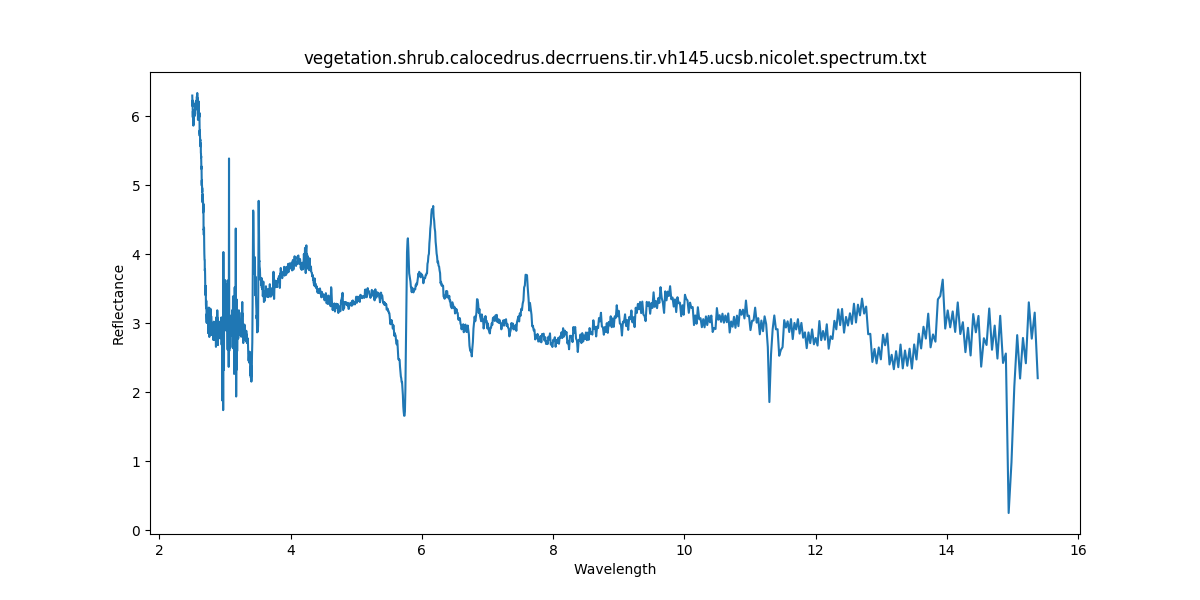 vegetation.shrub.calocedrus.decrruens.tir.vh145.ucsb.nicolet.spectrum.txt
6
5
4
3
2
1
0
Reflectance
2 4 6 8 10 12 14 16
Wavelength